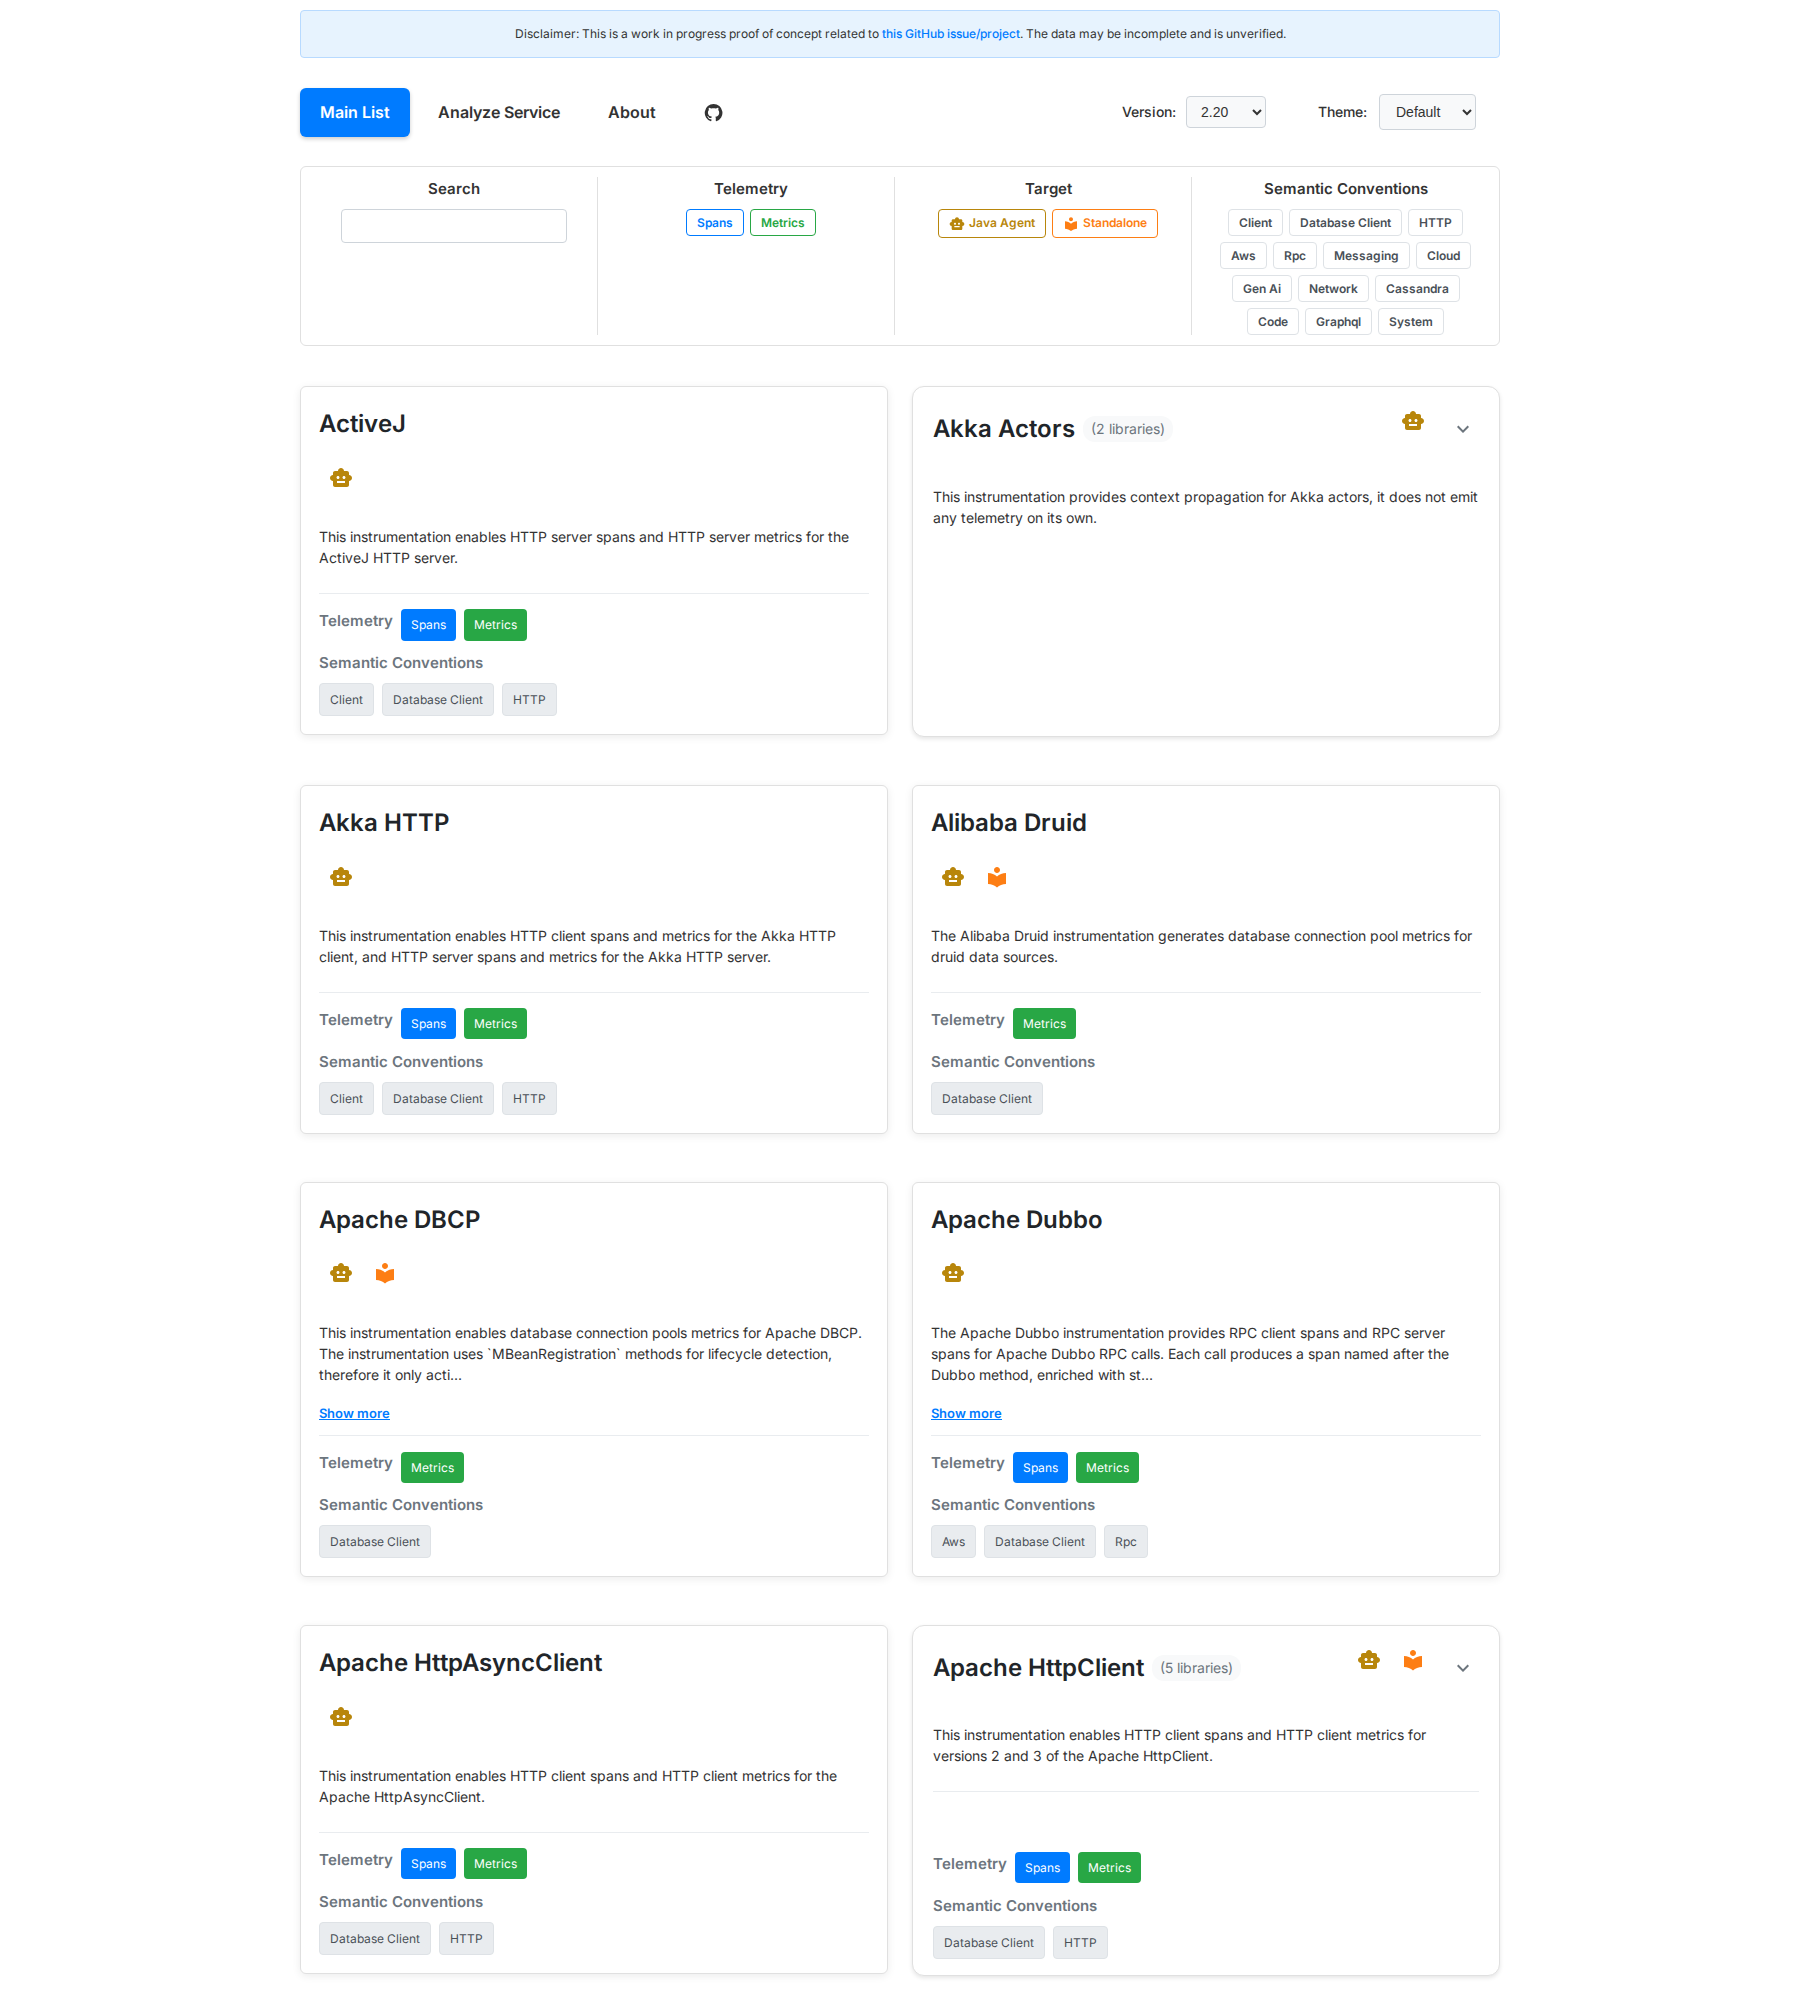 Disclaimer: This is a work in progress proof of concept related to this GitHub issue/project. The data may be incomplete and is unverified.
Main List
Analyze Service
About
Version:
2.20
Theme:
Default
Search
Telemetry
Spans
Metrics
Target
Java Agent
Standalone
Semantic Conventions
Client
Database Client
HTTP
Aws
Rpc
Messaging
Cloud
Gen Ai
Network
Cassandra
Code
Graphql
System
ActiveJ
This instrumentation enables HTTP server spans and HTTP server metrics for the
ActiveJ HTTP server.
Telemetry
Spans
Metrics
Semantic Conventions
Client
Database Client
HTTP
Akka Actors (2 libraries)
This instrumentation provides context propagation for Akka actors, it does not emit
any telemetry on its own.
Akka HTTP
This instrumentation enables HTTP client spans and metrics for the Akka HTTP
client, and HTTP server spans and metrics for the Akka HTTP server.
Telemetry
Spans
Metrics
Semantic Conventions
Client
Database Client
HTTP
Alibaba Druid
The Alibaba Druid instrumentation generates database connection pool metrics for
druid data sources.
Telemetry
Metrics
Semantic Conventions
Database Client
Apache DBCP
This instrumentation enables database connection pools metrics for Apache DBCP.
The instrumentation uses `MBeanRegistration` methods for lifecycle detection,
therefore it only acti...
Show more
Telemetry
Metrics
Semantic Conventions
Database Client
Apache Dubbo
The Apache Dubbo instrumentation provides RPC client spans and RPC server
spans for Apache Dubbo RPC calls. Each call produces a span named after the
Dubbo method, enriched with st...
Show more
Telemetry
Spans
Metrics
Semantic Conventions
Aws
Database Client
Rpc
Apache HttpAsyncClient
This instrumentation enables HTTP client spans and HTTP client metrics for the
Apache HttpAsyncClient.
Telemetry
Spans
Metrics
Semantic Conventions
Database Client
HTTP
Apache HttpClient (5 libraries)
This instrumentation enables HTTP client spans and HTTP client metrics for
versions 2 and 3 of the Apache HttpClient.
Telemetry
Spans
Metrics
Semantic Conventions
Database Client
HTTP